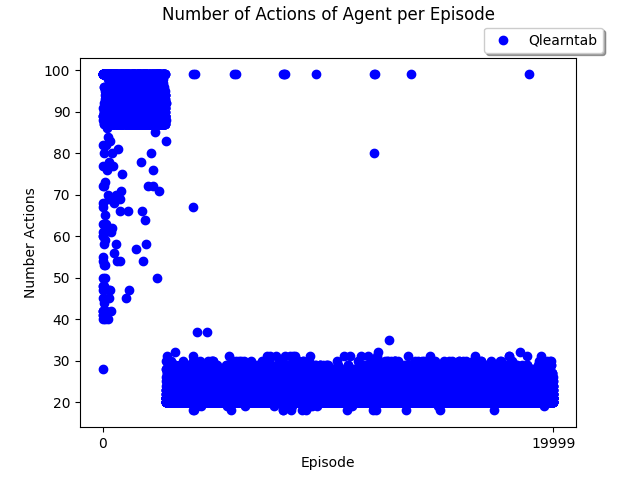 Number of Actions of Agent per Episode
Qlearntab
100
90
80
70
60
50
40
30
20
Number Actions
0 19999
Episode